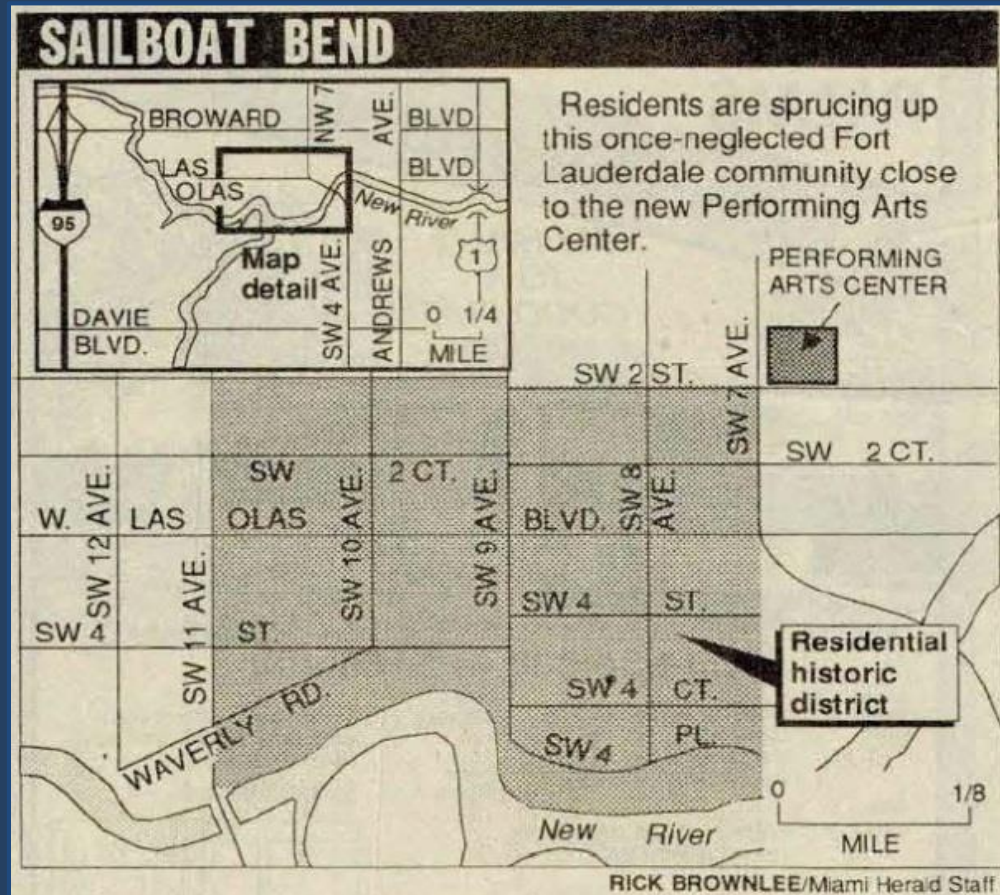 SAILBOAT BEND
BROWARD
NW 7
AVE.
BLVD
LAS
OLAS
BLVD
New River
95
1
Map
detail
SW 4 AVE.
ANDREWS
DAVIE
BLVD.
0 1/4
MILE
Residents are sprucing up
this once-neglected Fort
Lauderdale community close
to the new Performing Arts
Center.
PERFORMING
ARTS CENTER
SW 2 ST.
SW 7 AVE.
SW 2 CT.
SW 2 CT.
W. LAS OLAS BLVD.
SW 12 AVE.
SW 11 AVE.
SW 10 AVE.
SW 9 AVE.
SW 8 AVE.
SW 4 ST.
SW 4 ST.
Residential
historic
district
SW 4 CT.
SW 4 PL.
WAVERLY RD.
New River
0 1/8
MILE
RICK BROWNLEE/Miami Herald Staff